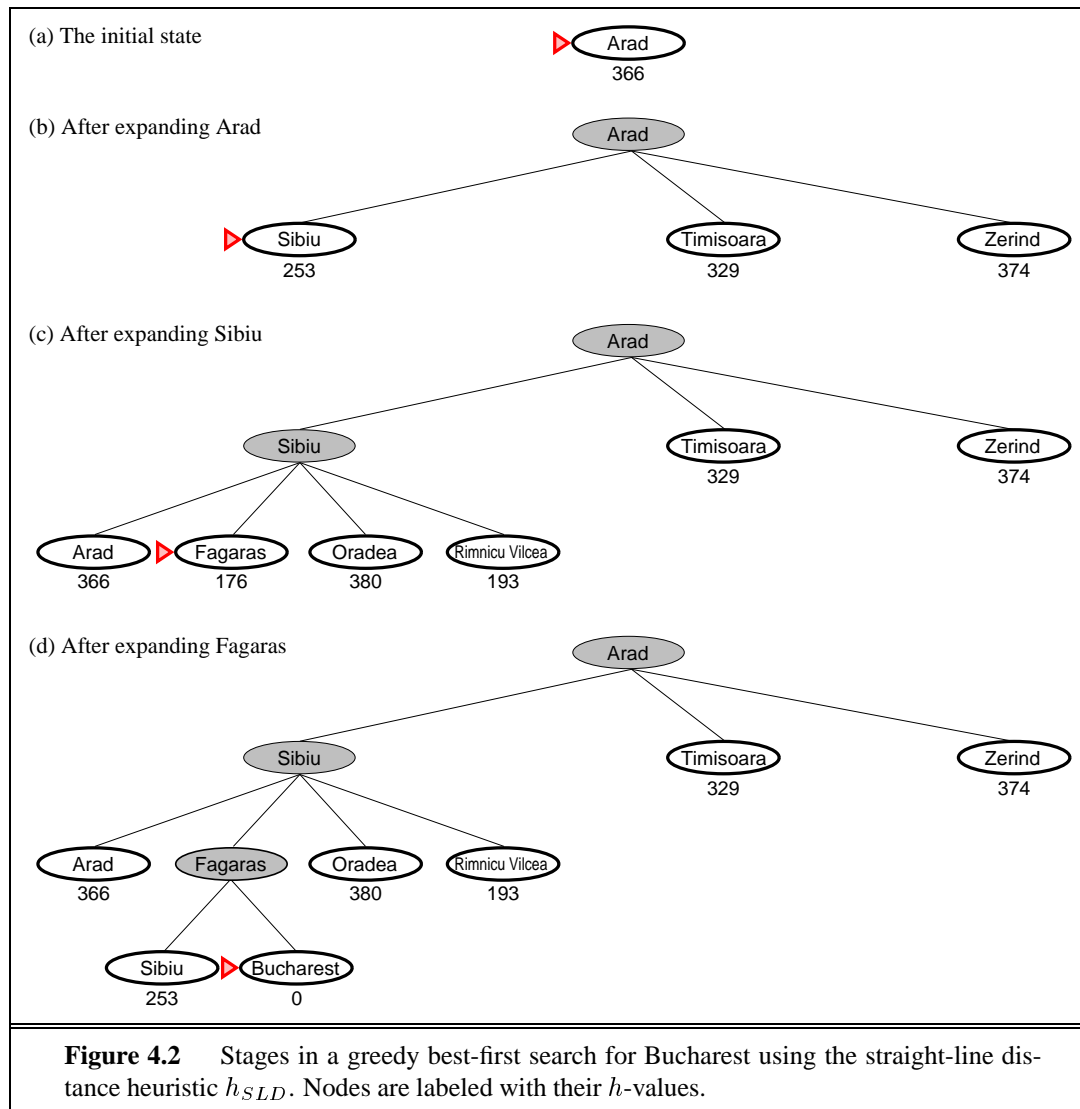 (a) The initial state
Arad
366
(b) After expanding Arad
Arad
Sibiu Timisoara Zerind
253 329 374
(c) After expanding Sibiu
Arad
Sibiu Timisoara Zerind
329 374
Arad Fagaras Oradea Rimnicu Vilcea
366 176 380 193
(d) After expanding Fagaras
Arad
Sibiu Timisoara Zerind
329 374
Arad Fagaras Oradea Rimnicu Vilcea
366 380 193
Sibiu Bucharest
253 0
Figure 4.2 Stages in a greedy best-first search for Bucharest using the straight-line dis-
tance heuristic h_{SLD}. Nodes are labeled with their h-values.